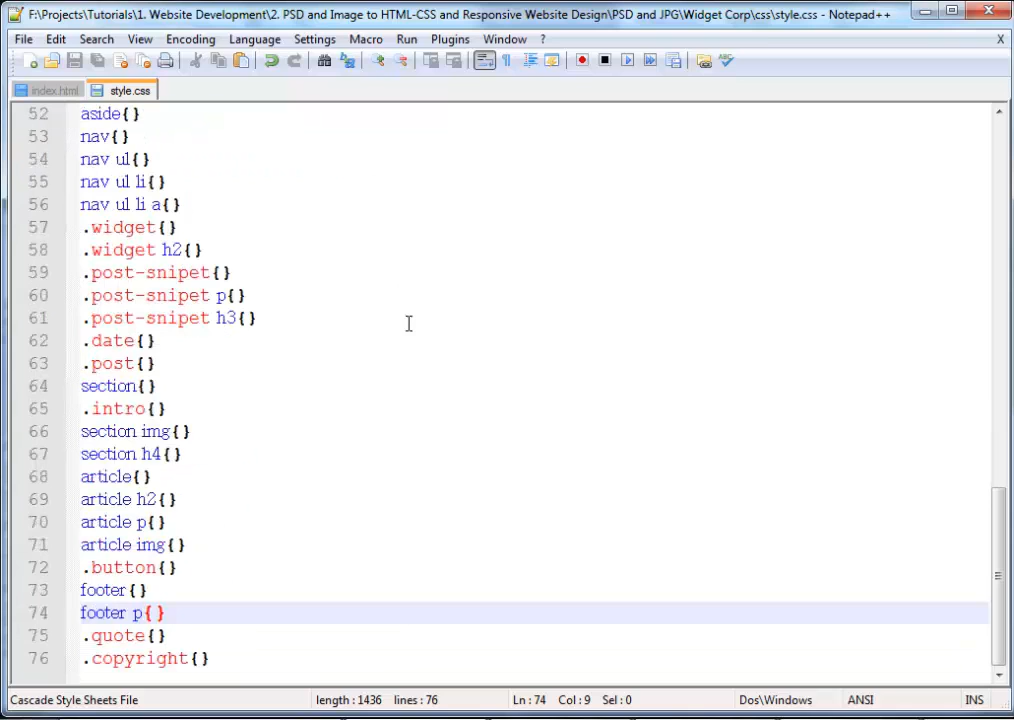 F:\Projects\Tutorials\1. Website Development\2. PSD and Image to HTML-CSS and Responsive Website Design\PSD and JPG\Widget Corp\css\style.css - Notepad++
File Edit Search View Encoding Language Settings Macro Run Plugins Window ? X
index.html style.css
52 aside{}
53 nav{}
54 nav ul{}
55 nav ul li{}
56 nav ul li a{}
57 .widget{}
58 .widget h2{}
59 .post-snipet{}
60 .post-snipet p{}
61 .post-snipet h3{}
62 .date{}
63 .post{}
64 section{}
65 .intro{}
66 section img{}
67 section h4{}
68 article{}
69 article h2{}
70 article p{}
71 article img{}
72 .button{}
73 footer{}
74 footer p{}
75 .quote{}
76 .copyright{}
Cascade Style Sheets File length : 1436 lines : 76 Ln : 74 Col : 9 Sel : 0 Dos\Windows ANSI INS